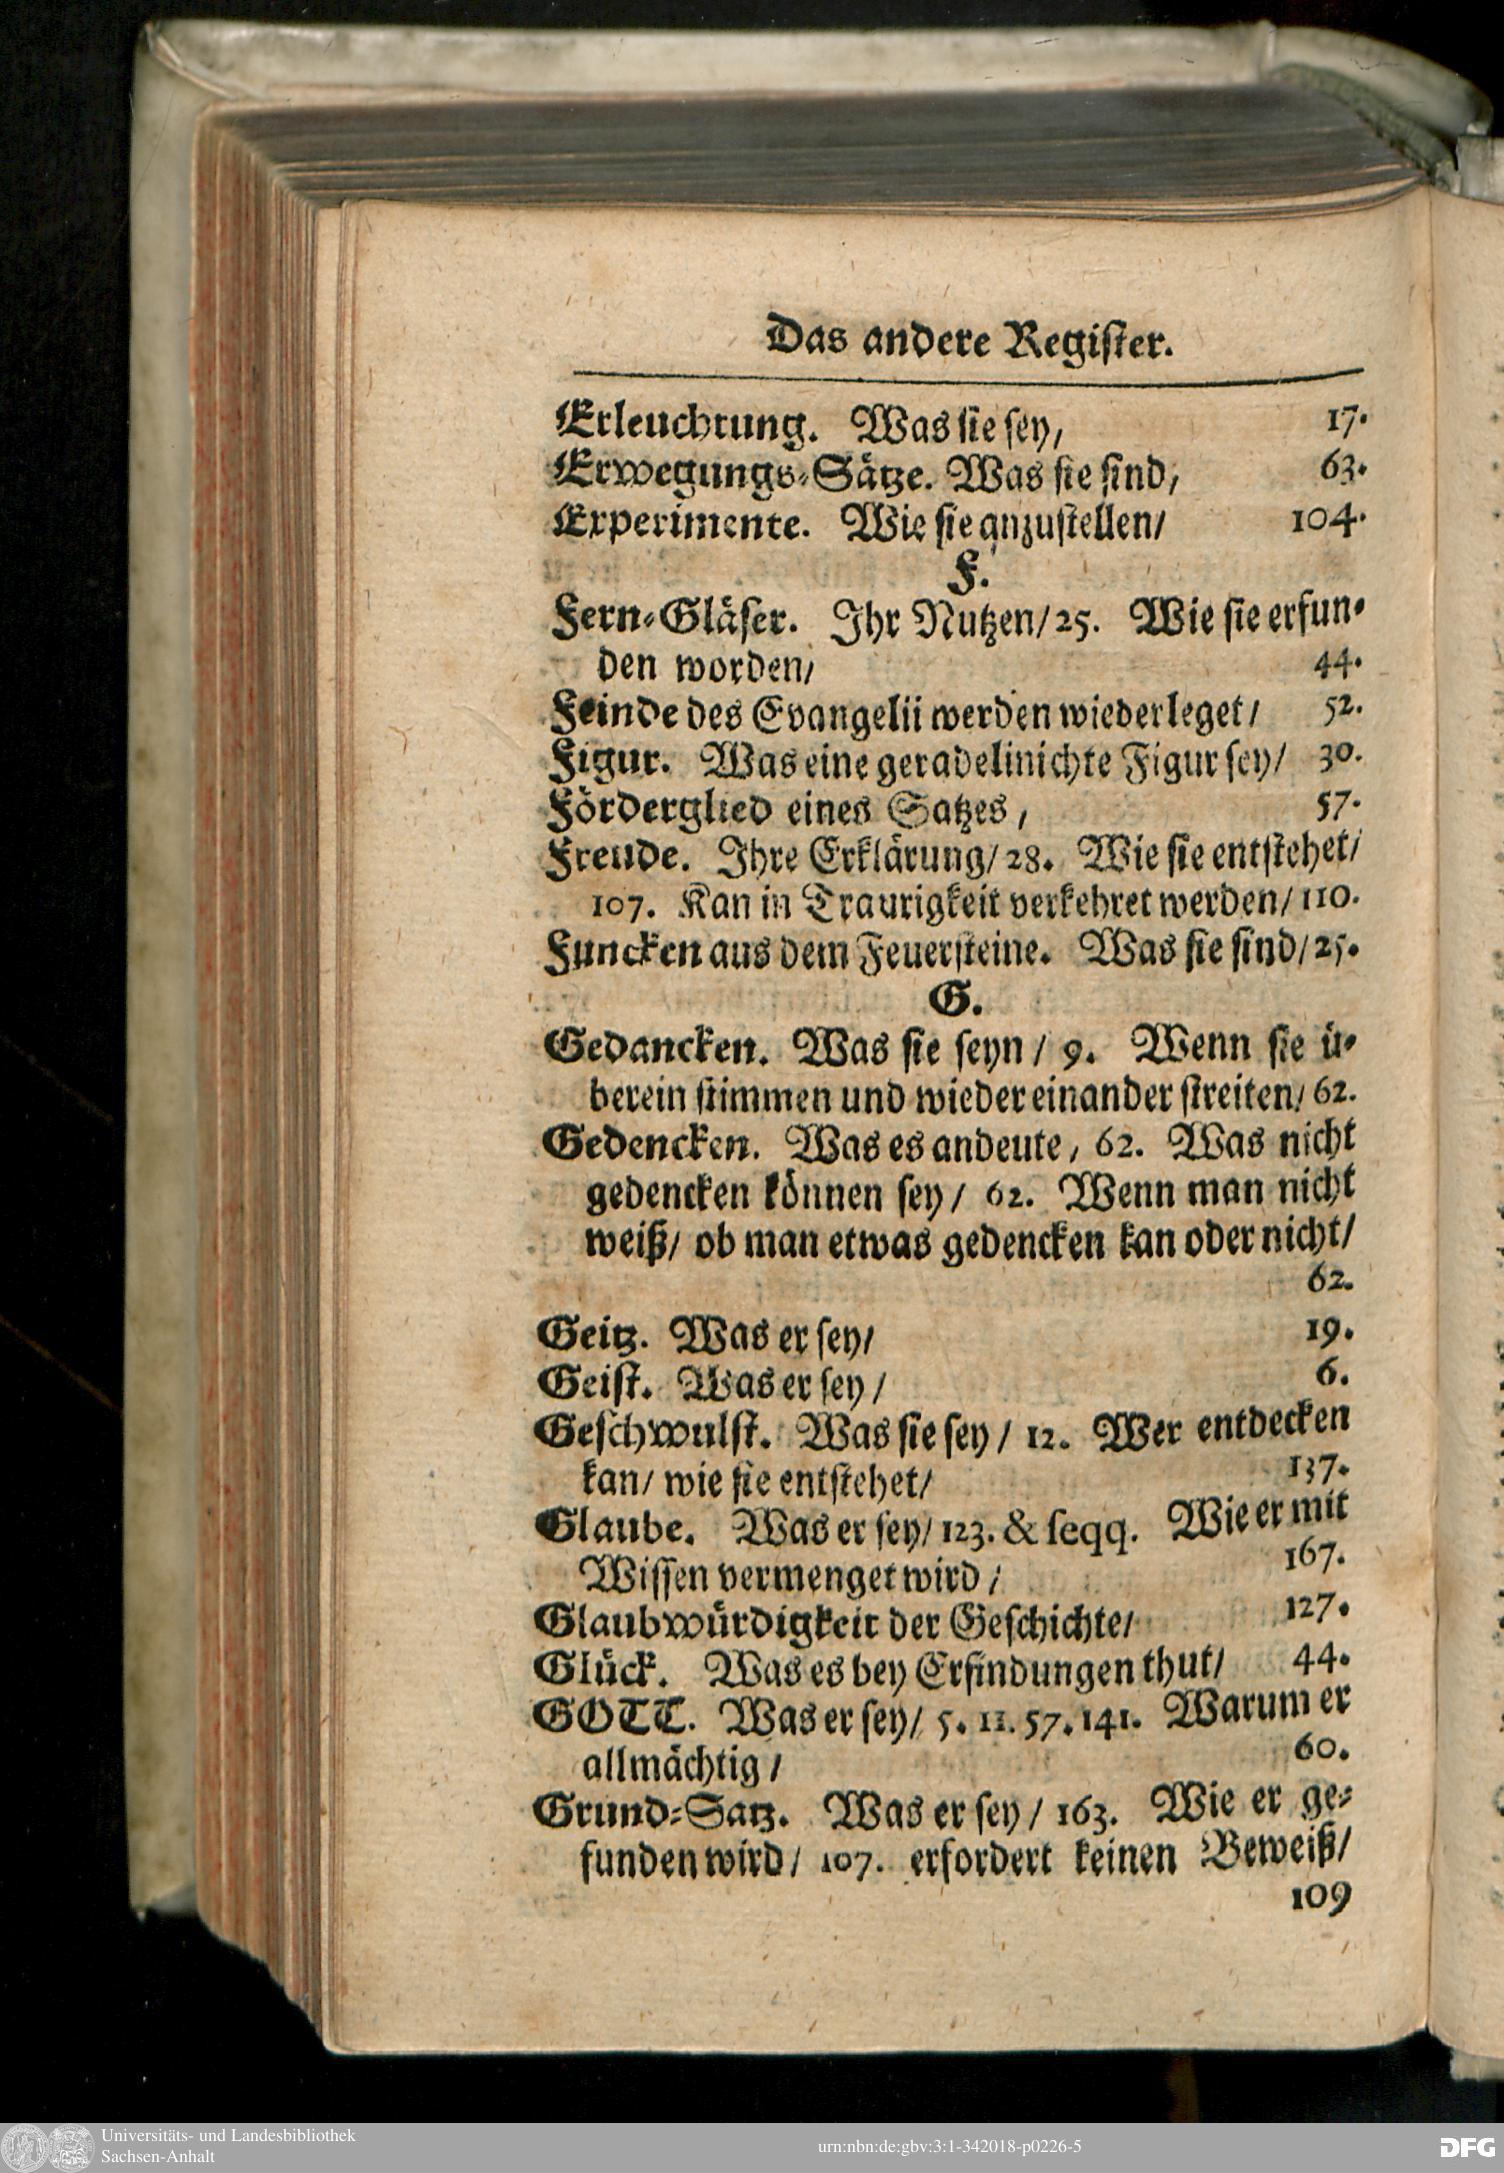 Das andere Regiſter.
Erleuchtung. Was ſie ſey/ 17.
Erwegungs-Sätze. Was ſie ſind/ 63.
Experimente. Wie ſie anzuſtellen/ 104.
F.
Fern-Gläſer. Ihr Nutzen/ 25. Wie ſie erfun-
den worden/ 44.
Feinde des Evangelii werden wiederleget/ 52.
Figur. Was eine geradelinichte Figur ſey/ 30.
Förderglied eines Satzes/ 57.
Freude. Ihre Erklärung/ 28. Wie ſie entſtehet/
107. Kan in Traurigkeit verkehret werden/ 110.
Funcken aus dem Feuerſteine. Was ſie ſind/ 25.
G.
Gedancken. Was ſie ſeyn/ 9. Wenn ſie ü-
berein ſtimmen und wieder einander ſtreiten/ 62.
Gedencken. Was es andeute/ 62. Was nicht
gedencken können ſey/ 62. Wenn man nicht
weiß/ ob man etwas gedencken kan oder nicht/
62.
Geitz. Was er ſey/ 19.
Geiſt. Was er ſey/ 6.
Geſchwulſt. Was ſie ſey/ 12. Wer entdecken
kan/ wie ſie entſtehet/ 137.
Glaube. Was er ſey/ 123. & ſeqq. Wie er mit
Wiſſen vermenget wird/ 167.
Glaubwürdigkeit der Geſchichte/ 127.
Glück. Was es bey Erfindungen thut/ 44.
GOTT. Was er ſey/ 5. 11. 57. 141. Warum er
allmächtig/ 60.
Grund-Satz. Was er ſey/ 163. Wie er ge-
funden wird/ 107. erfordert keinen Beweiß/
109
Universitäts- und Landesbibliothek
Sachsen-Anhalt
urn:nbn:de:gbv:3:1-342018-p0226-5
DFG